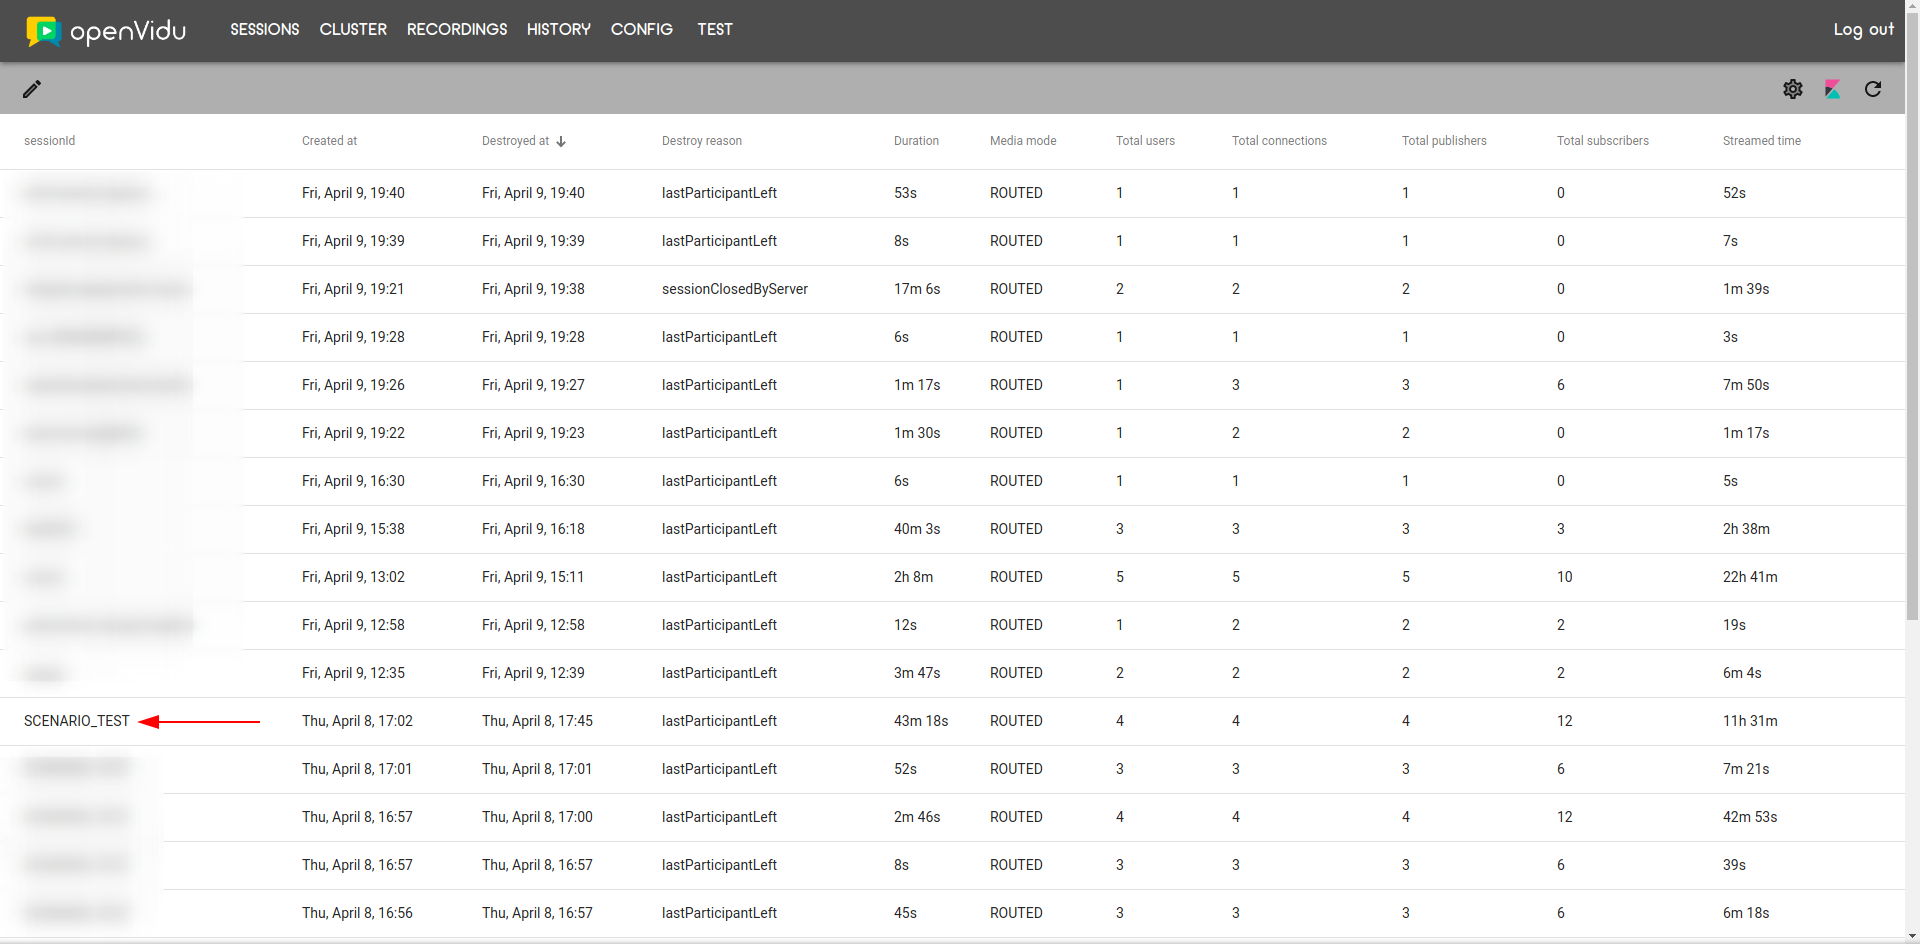 openVidu SESSIONS CLUSTER RECORDINGS HISTORY CONFIG TEST Log out
sessionId Created at Destroyed at Destroy reason Duration Media mode Total users Total connections Total publishers Total subscribers Streamed time
Fri, April 9, 19:40 Fri, April 9, 19:40 lastParticipantLeft 53s ROUTED 1 1 1 0 52s
Fri, April 9, 19:39 Fri, April 9, 19:39 lastParticipantLeft 8s ROUTED 1 1 1 0 7s
Fri, April 9, 19:21 Fri, April 9, 19:38 sessionClosedByServer 17m 6s ROUTED 2 2 2 0 1m 39s
Fri, April 9, 19:28 Fri, April 9, 19:28 lastParticipantLeft 6s ROUTED 1 1 1 0 3s
Fri, April 9, 19:26 Fri, April 9, 19:27 lastParticipantLeft 1m 17s ROUTED 1 3 3 6 7m 50s
Fri, April 9, 19:22 Fri, April 9, 19:23 lastParticipantLeft 1m 30s ROUTED 1 2 2 0 1m 17s
Fri, April 9, 16:30 Fri, April 9, 16:30 lastParticipantLeft 6s ROUTED 1 1 1 0 5s
Fri, April 9, 15:38 Fri, April 9, 16:18 lastParticipantLeft 40m 3s ROUTED 3 3 3 3 2h 38m
Fri, April 9, 13:02 Fri, April 9, 15:11 lastParticipantLeft 2h 8m ROUTED 5 5 5 10 22h 41m
Fri, April 9, 12:58 Fri, April 9, 12:58 lastParticipantLeft 12s ROUTED 1 2 2 2 19s
Fri, April 9, 12:35 Fri, April 9, 12:39 lastParticipantLeft 3m 47s ROUTED 2 2 2 2 6m 4s
SCENARIO_TEST Thu, April 8, 17:02 Thu, April 8, 17:45 lastParticipantLeft 43m 18s ROUTED 4 4 4 12 11h 31m
Thu, April 8, 17:01 Thu, April 8, 17:01 lastParticipantLeft 52s ROUTED 3 3 3 6 7m 21s
Thu, April 8, 16:57 Thu, April 8, 17:00 lastParticipantLeft 2m 46s ROUTED 4 4 4 12 42m 53s
Thu, April 8, 16:57 Thu, April 8, 16:57 lastParticipantLeft 8s ROUTED 3 3 3 6 39s
Thu, April 8, 16:56 Thu, April 8, 16:57 lastParticipantLeft 45s ROUTED 3 3 3 6 6m 18s